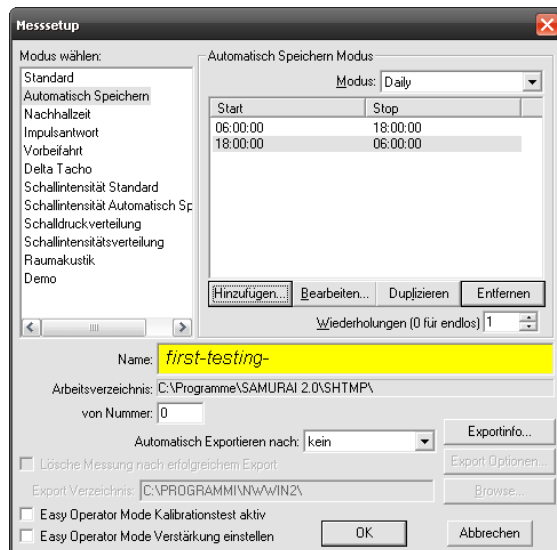 Messsetup
Modus wählen:
Standard
Automatisch Speichern
Nachhallzeit
Impulsantwort
Vorbeifahrt
Delta Tacho
Schallintensität Standard
Schallintensität Automatisch Sp
Schalldruckverteilung
Schallintensitätsverteilung
Raumakustik
Demo
Automatisch Speichern Modus
Modus: Daily
Start Stop
06:00:00 18:00:00
18:00:00 06:00:00
Hinzufügen... Bearbeiten... Duplizieren Entfernen
Wiederholungen (0 für endlos) 1
Name: first-testing-
Arbeitsverzeichnis: C:\Programme\SAMURAI 2.0\SHTMP\
von Nummer: 0
Automatisch Exportieren nach: kein
Exportinfo...
Lösche Messung nach erfolgreichem Export
Export Optionen...
Export Verzeichnis: C:\PROGRAMMI\NWWIN2\
Browse...
Easy Operator Mode Kalibrationstest aktiv
Easy Operator Mode Verstärkung einstellen
OK
Abbrechen